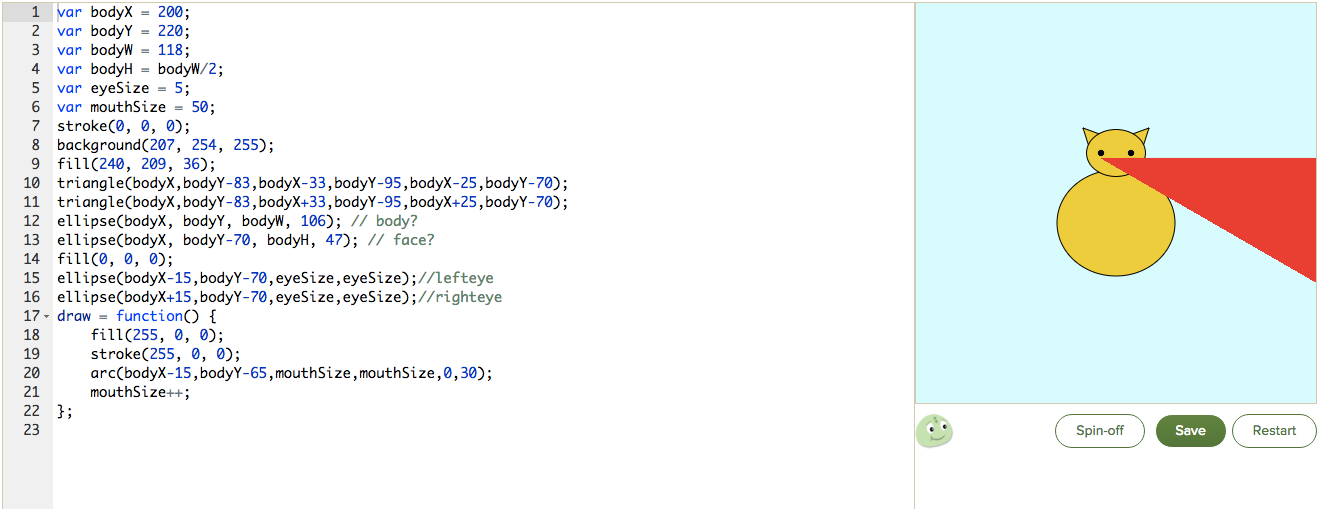 1 var bodyX = 200;
2 var bodyY = 220;
3 var bodyW = 118;
4 var bodyH = bodyW/2;
5 var eyeSize = 5;
6 var mouthSize = 50;
7 stroke(0, 0, 0);
8 background(207, 254, 255);
9 fill(240, 209, 36);
10 triangle(bodyX,bodyY-83,bodyX-33,bodyY-95,bodyX-25,bodyY-70);
11 triangle(bodyX,bodyY-83,bodyX+33,bodyY-95,bodyX+25,bodyY-70);
12 ellipse(bodyX, bodyY, bodyW, 106); // body?
13 ellipse(bodyX, bodyY-70, bodyH, 47); // face?
14 fill(0, 0, 0);
15 ellipse(bodyX-15,bodyY-70,eyeSize,eyeSize);//lefteye
16 ellipse(bodyX+15,bodyY-70,eyeSize,eyeSize);//righteye
17 draw = function() {
18     fill(255, 0, 0);
19     stroke(255, 0, 0);
20     arc(bodyX-15,bodyY-65,mouthSize,mouthSize,0,30);
21     mouthSize++;
22 };
23
Spin-off Save Restart